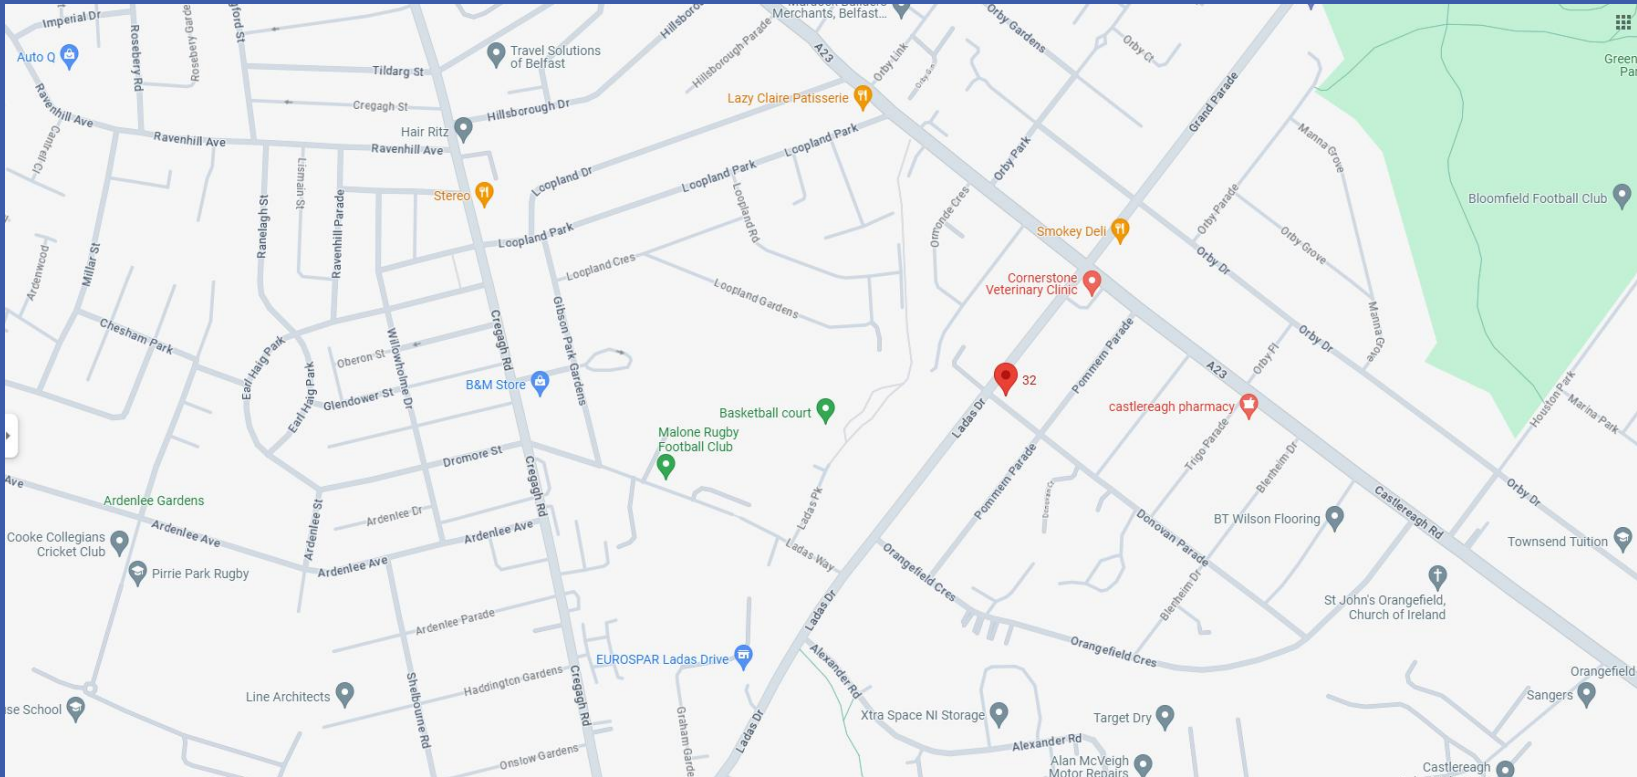 Merchants, Belfast...
Imperial Dr
Rosebery Rd
Auto Q
Travel Solutions
of Belfast
Hillsborough Parade
A23
Orby Link
Orby Gardens
Orby Ct
Grand Parade
Tildarg St
Cregagh St
Hillsborough Dr
Lazy Claire Patisserie
Ravenhill Ave
Ravenhill Ave
Hair Ritz
Ravenhill Ave
Loopland Park
Orby Park
Manna Grove
Lismain St
Stereo
Loopland Dr
Loopland Park
Loopland Rd
Ormonde Cres
Orby Parade
Bloomfield Football Club
Ranelagh St
Ravenhill Parade
Loopland Park
Smokey Deli
Orby Grove
Orby Dr
Millar St
Ardenwood
Loopland Cres
Loopland Gardens
Cornerstone
Veterinary Clinic
Chesham Park
Gibson Park Gardens
Cregagh Rd
Orby Dr
Manna Grove
Earl Haig Park
Oberon St
Willowholme Dr
Pommern Parade
A23
Orby Pl
Earl Haig Park
Glendower St
B&M Store
32
Ladas Dr
castlereagh pharmacy
Houston Park
Marina Park
Basketball court
Malone Rugby
Football Club
Dromore St
Cregagh Rd
Pommern Parade
Trigo Parade
Blenheim Dr
Ave
Ardenlee Gardens
Ardenlee Ave
Ardenlee St
Ardenlee Dr
Ladas Pk
Castlereagh Rd
Orby Dr
Cooke Collegians
Cricket Club
Ardenlee Ave
Ardenlee Ave
Ladas Way
Donovan Parade
BT Wilson Flooring
Townsend Tuition
Pirrie Park Rugby
Orangefield Cres
Blenheim Dr
St John's Orangefield,
Church of Ireland
Ardenlee Parade
Ladas Dr
Orangefield Cres
EUROSPAR Ladas Drive
Alexander Rd
Haddington Gardens
Line Architects
Shelbourne Rd
Cregagh Rd
Ladas Dr
Xtra Space NI Storage
Target Dry
Sangers
Orangefield
School
Onslow Gardens
Alexander Rd
Alan McVeigh
Motor Repairs
Castlereagh